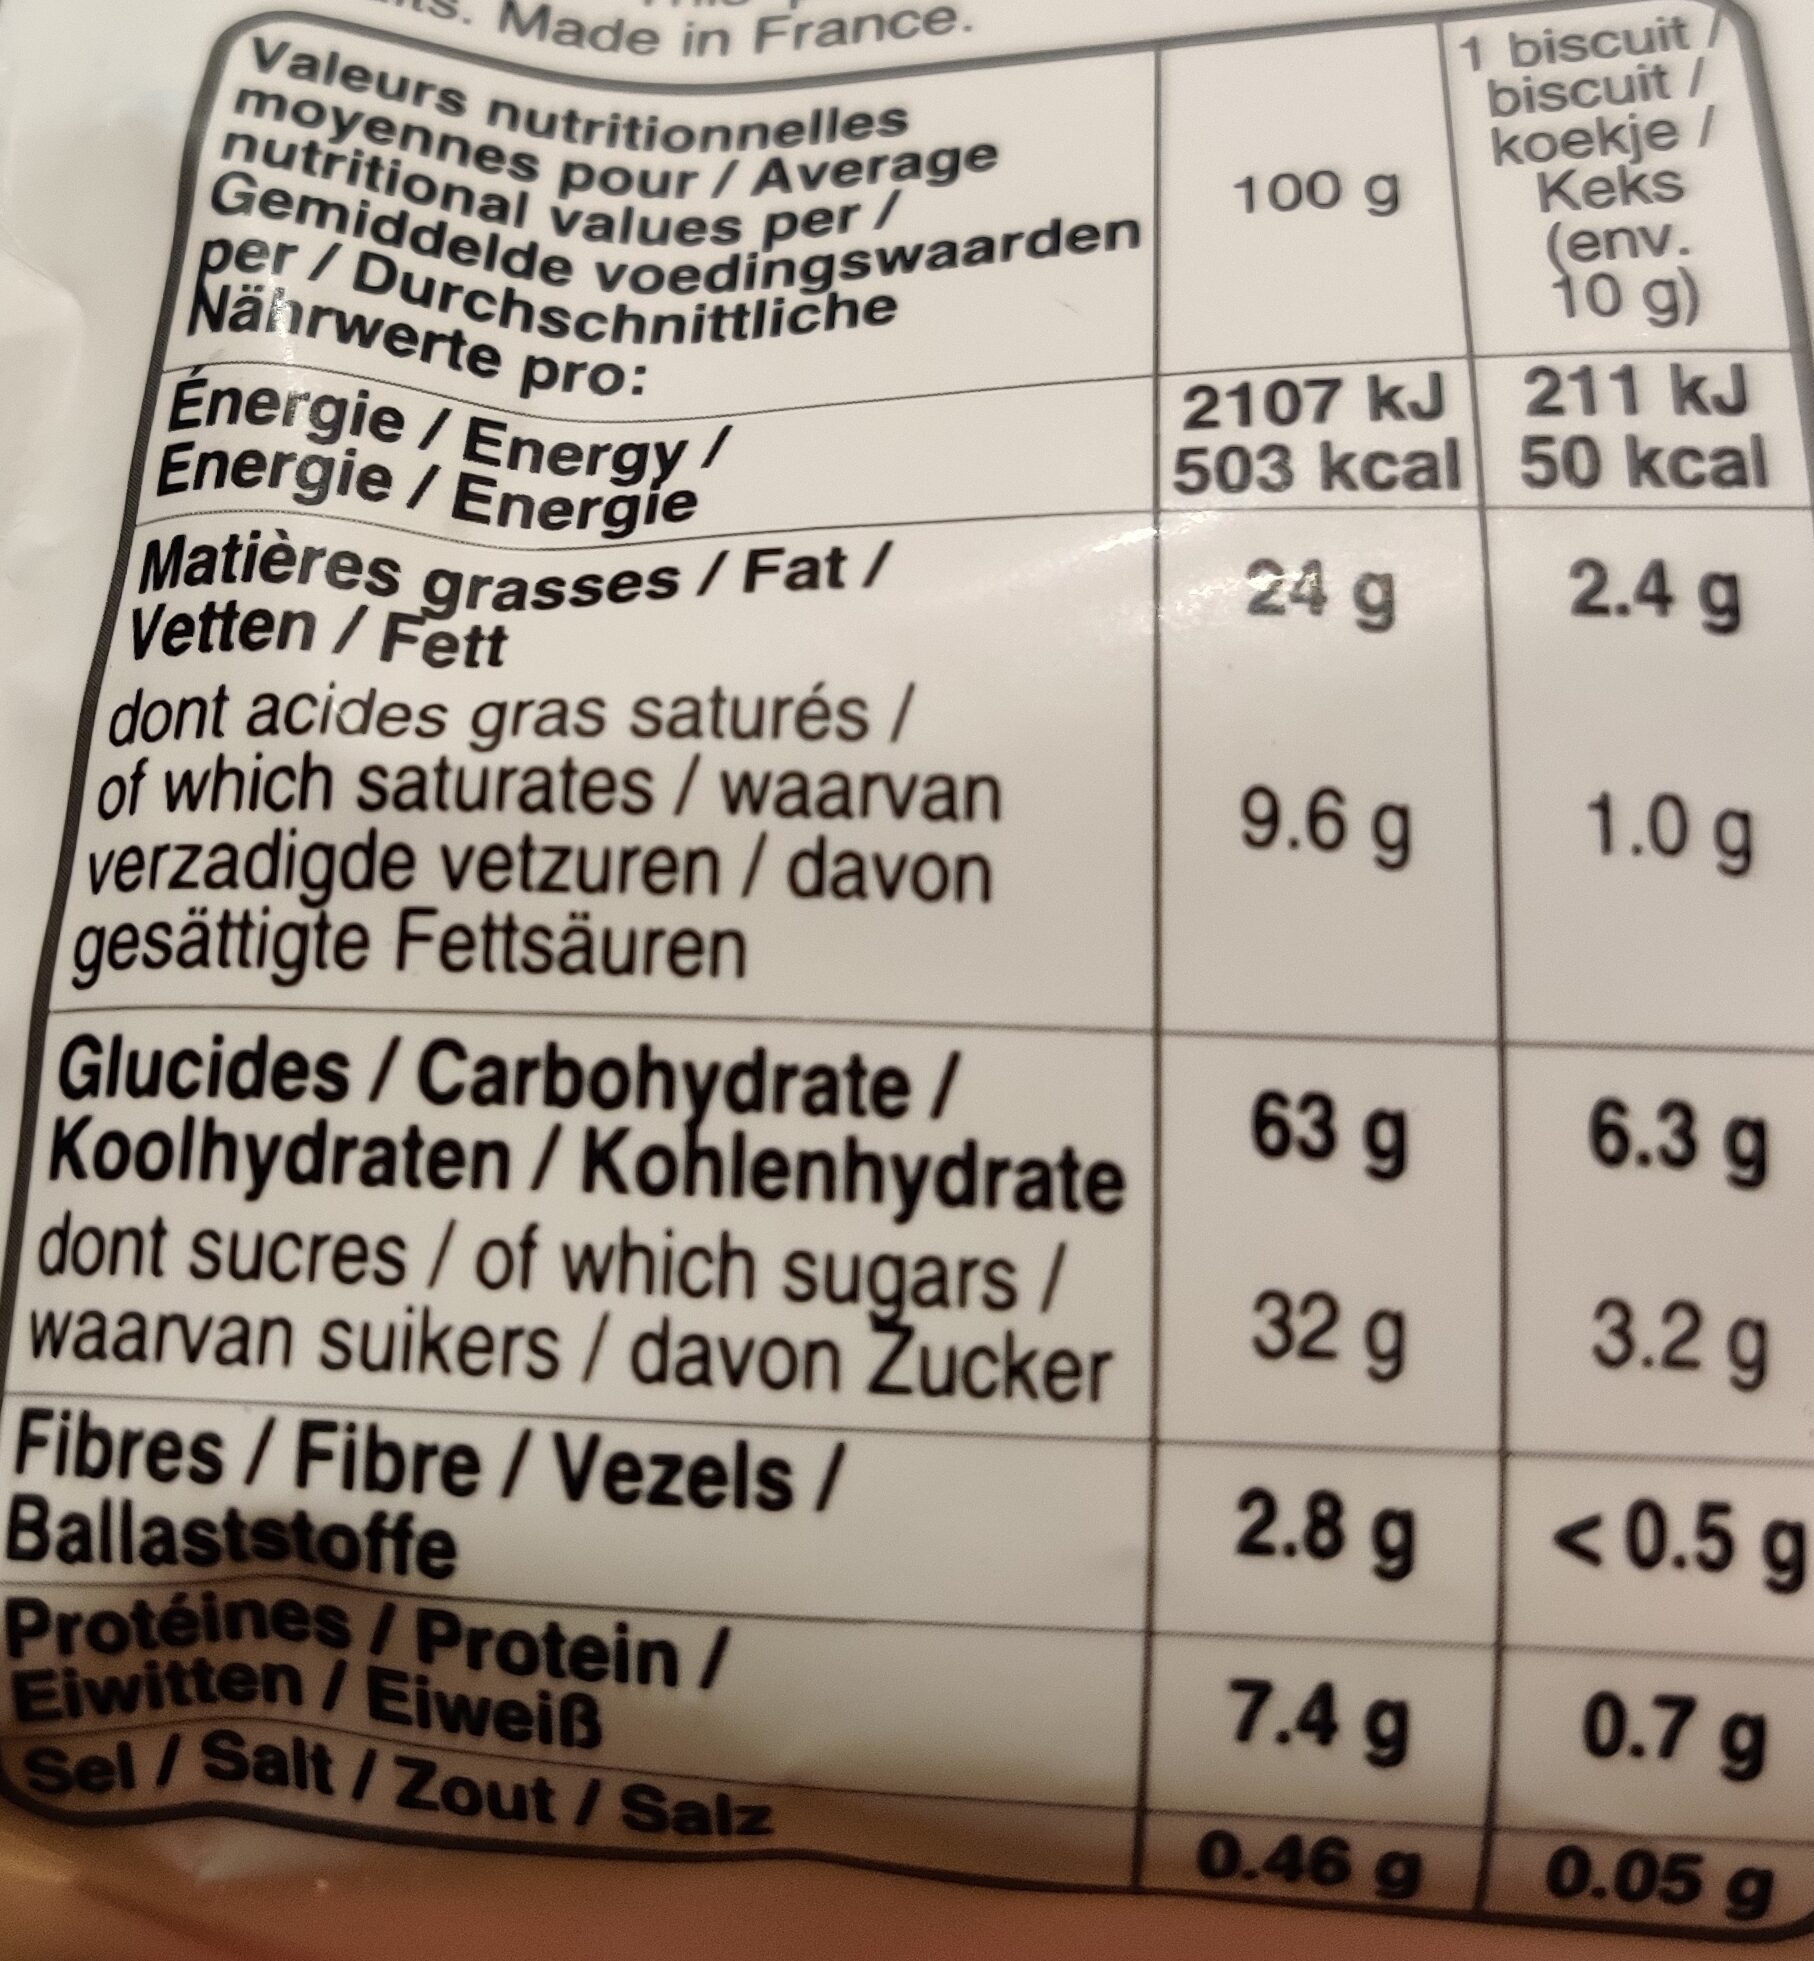 Made in France.
Valeurs nutritionnelles
moyennes pour / Average
nutritional values per /
Gemiddelde voedingswaarden
per / Durchschnittliche
Nährwerte pro:
100 g
1 biscuit /
biscuit /
koekje /
Keks
(env.
10 g)
Énergie / Energy /
Energie / Energie
2107 kJ
503 kcal
211 kJ
50 kcal
Matières grasses / Fat /
Vetten / Fett
24 g
2.4 g
dont acides gras saturés /
of which saturates / waarvan
verzadigde vetzuren / davon
gesättigte Fettsäuren
9.6 g
1.0 g
Glucides / Carbohydrate /
Koolhydraten / Kohlenhydrate
63 g
6.3 g
dont sucres / of which sugars /
waarvan suikers / davon Zucker
32 g
3.2 g
Fibres / Fibre / Vezels /
Ballaststoffe
2.8 g
< 0.5 g
Protéines / Protein /
Eiwitten / Eiweiß
7.4 g
0.7 g
Sel / Salt / Zout / Salz
0.46 g
0.05 g